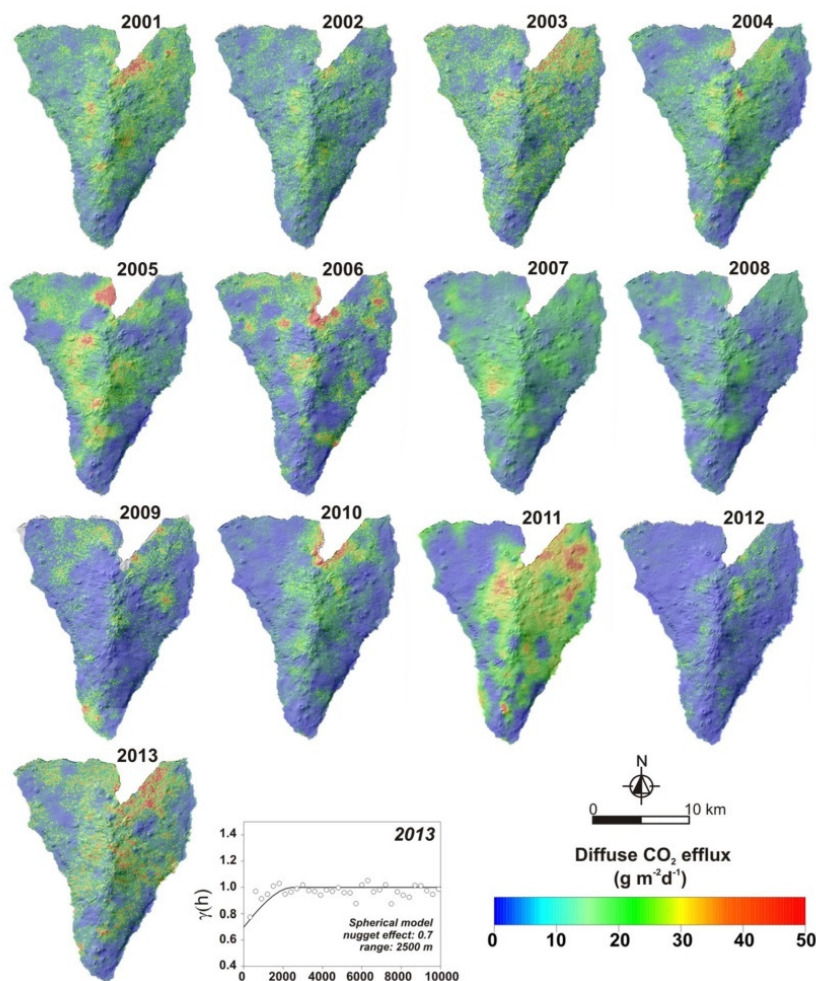 2001
2002
2003
2004
2005
2006
2007
2008
2009
2010
2011
2012
2013
N
0 10 km
Diffuse CO₂ efflux
(g m⁻²d⁻¹)
0 10 20 30 40 50
2013
γ(h)
1.4
1.2
1.0
0.8
0.6
0.4
Spherical model
nugget effect: 0.7
range: 2500 m
0 2000 4000 6000 8000 10000